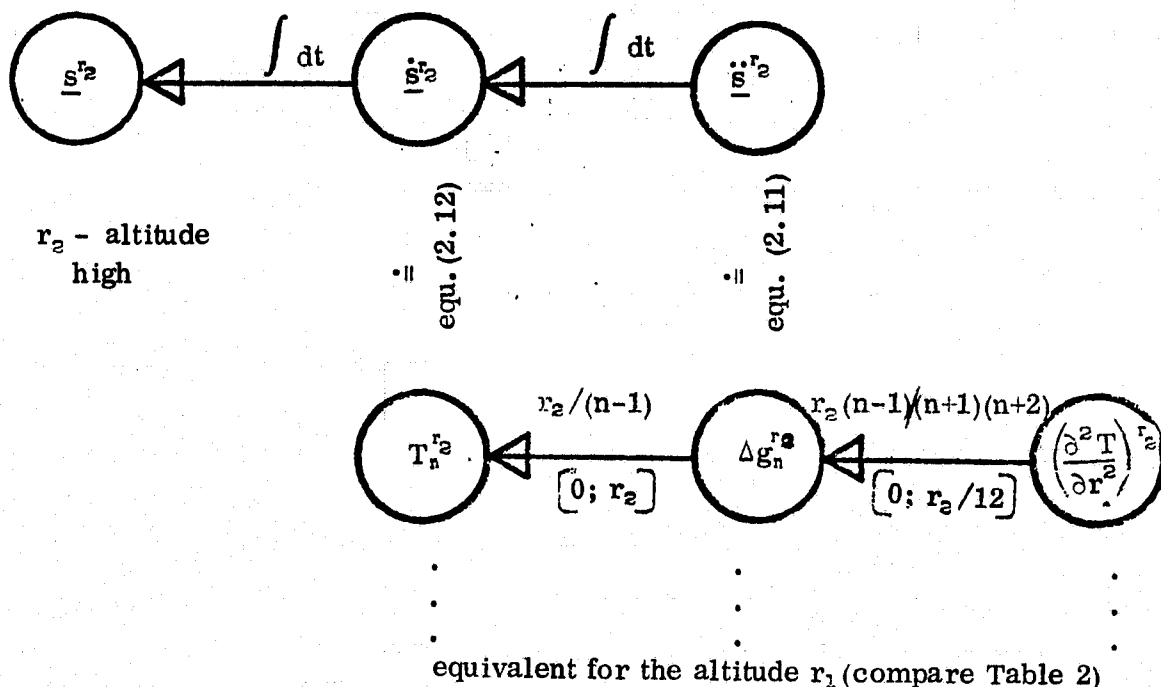 ∫ dt ∫ dt
s̲^r₂ ṡ̲^r₂ s̲̈^r₂
r₂ - altitude
high
≐ equ. (2.12)
≐ equ. (2.11)
r₂/(n-1) r₂(n-1)/(n+1)(n+2)
T_n^r₂ Δg_n^r₂ (∂²T/∂r²)^r₂
[0; r₂] [0; r₂/12]
equivalent for the altitude r₁ (compare Table 2)